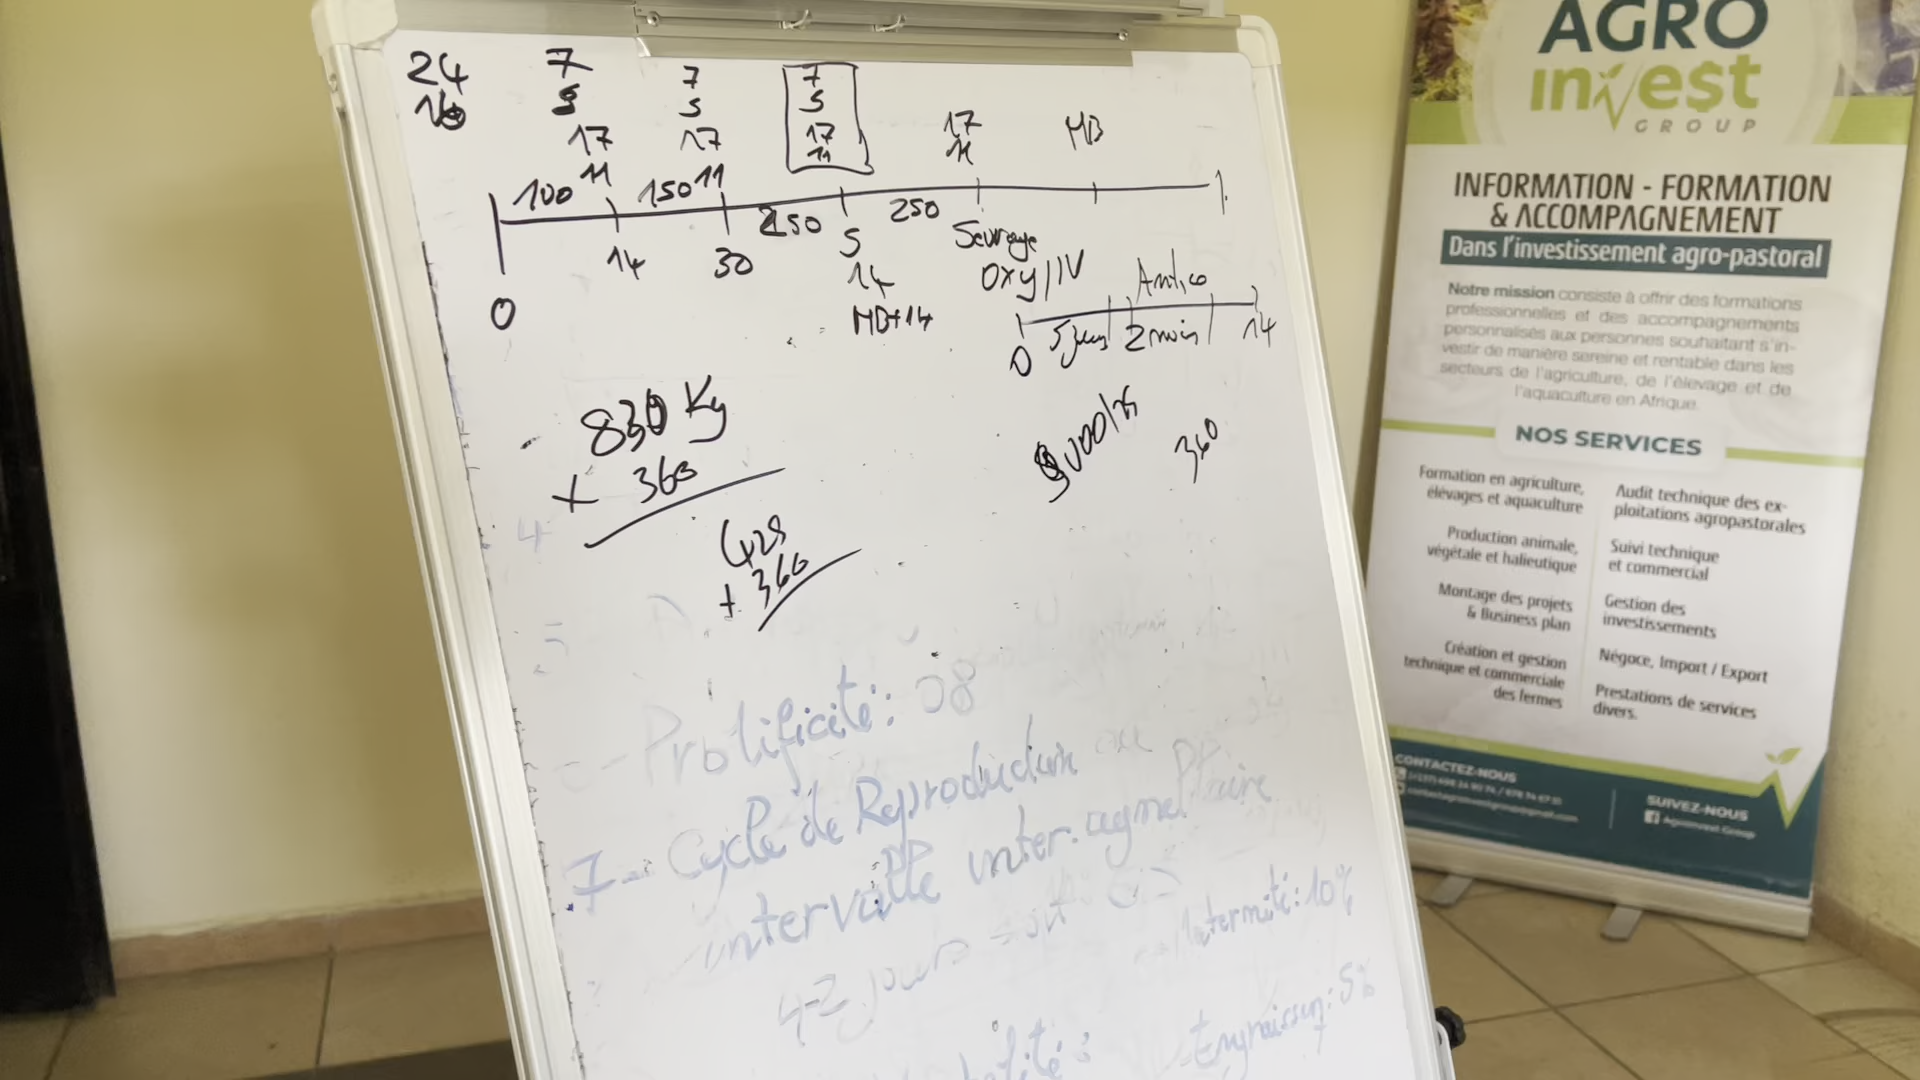 24
7
5
17
11
7
5
17
11
7
5
17
11
17
11
MB
100
150
250
250
0
14
30
5
14
MB+14
Sevrage
Oxy/IV
Antico
0
5 jours
2 mois
14
830 Kg
x 360
428
+ 360
360
- Prolificité : 08
7- Cycle de Reproduction ou
intervalle inter-agnel
42 jours = soit
10%
Engraissem : 5%
AGRO
invest
GROUP
INFORMATION - FORMATION
& ACCOMPAGNEMENT
Dans l'investissement agro-pastoral
Notre mission consiste à offrir des formations
professionnelles et des accompagnements
personnalisés aux personnes souhaitant s'in-
vestir de manière sereine et rentable dans les
secteurs de l'agriculture, de l'élevage et de
l'aquaculture en Afrique.
NOS SERVICES
Formation en agriculture,
élevages et aquaculture
Production animale,
végétale et halieutique
Montage des projets
& Business plan
Création et gestion
technique et commerciale
des fermes
Audit technique des ex-
ploitations agropastorales
Suivi technique
et commercial
Gestion des
investissements
Négoce, Import / Export
Prestations de services
divers.
CONTACTEZ-NOUS
SUIVEZ-NOUS
Agroinvest Group